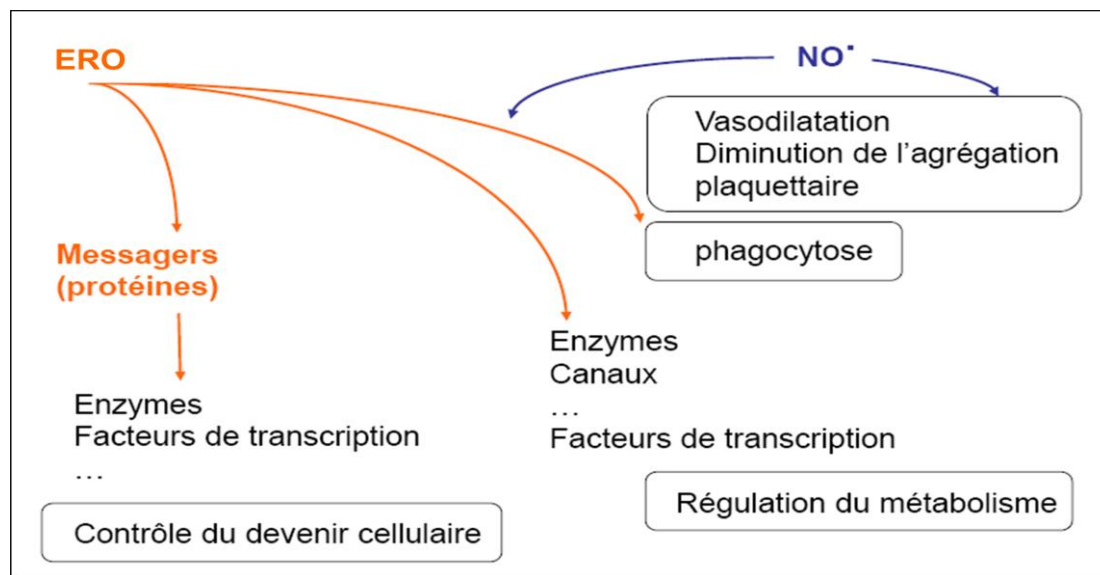 ERO
NO•
Vasodilatation
Diminution de l’agrégation
plaquettaire
phagocytose
Messagers
(protéines)
Enzymes
Facteurs de transcription
…
Contrôle du devenir cellulaire
Enzymes
Canaux
…
Facteurs de transcription
Régulation du métabolisme